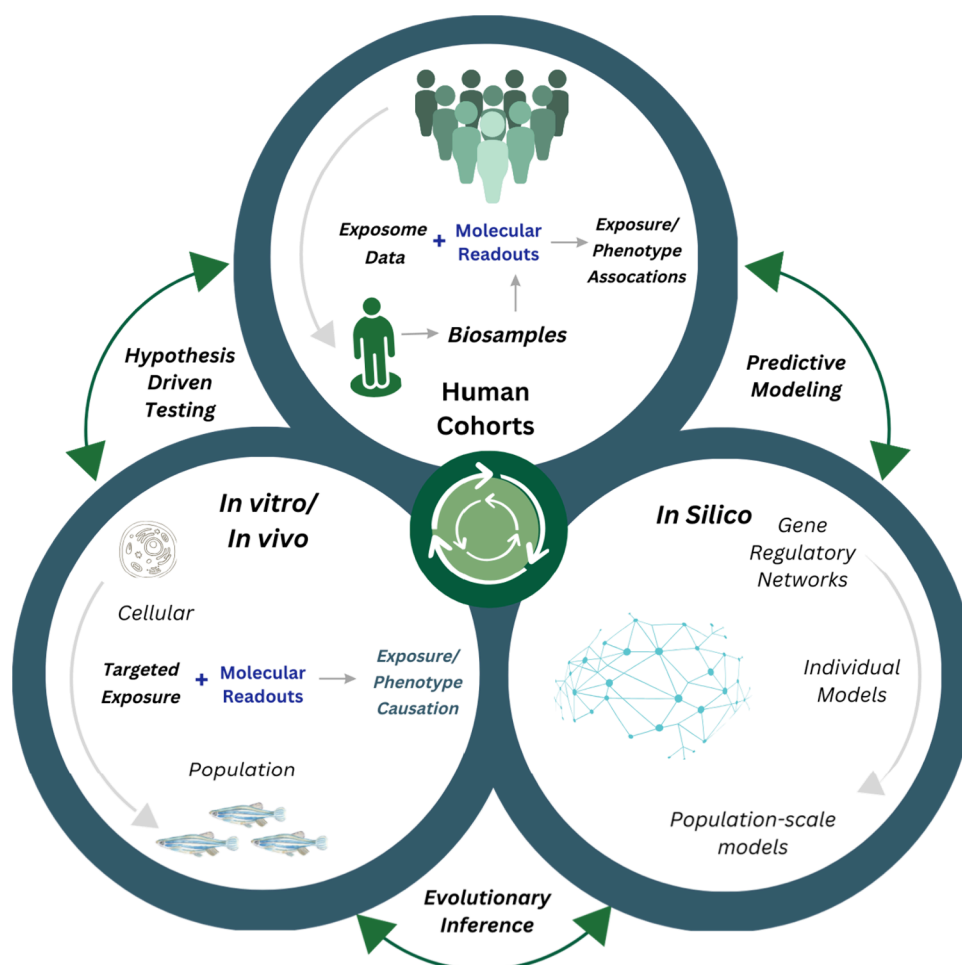 Exposome
Data
+
Molecular
Readouts
Exposure/
Phenotype
Assocations
Biosamples
Human
Cohorts
Hypothesis
Driven
Testing
Predictive
Modeling
In vitro/
In vivo
Cellular
Targeted
Exposure
+
Molecular
Readouts
Exposure/
Phenotype
Causation
Population
In Silico
Gene
Regulatory
Networks
Individual
Models
Population-scale
models
Evolutionary
Inference